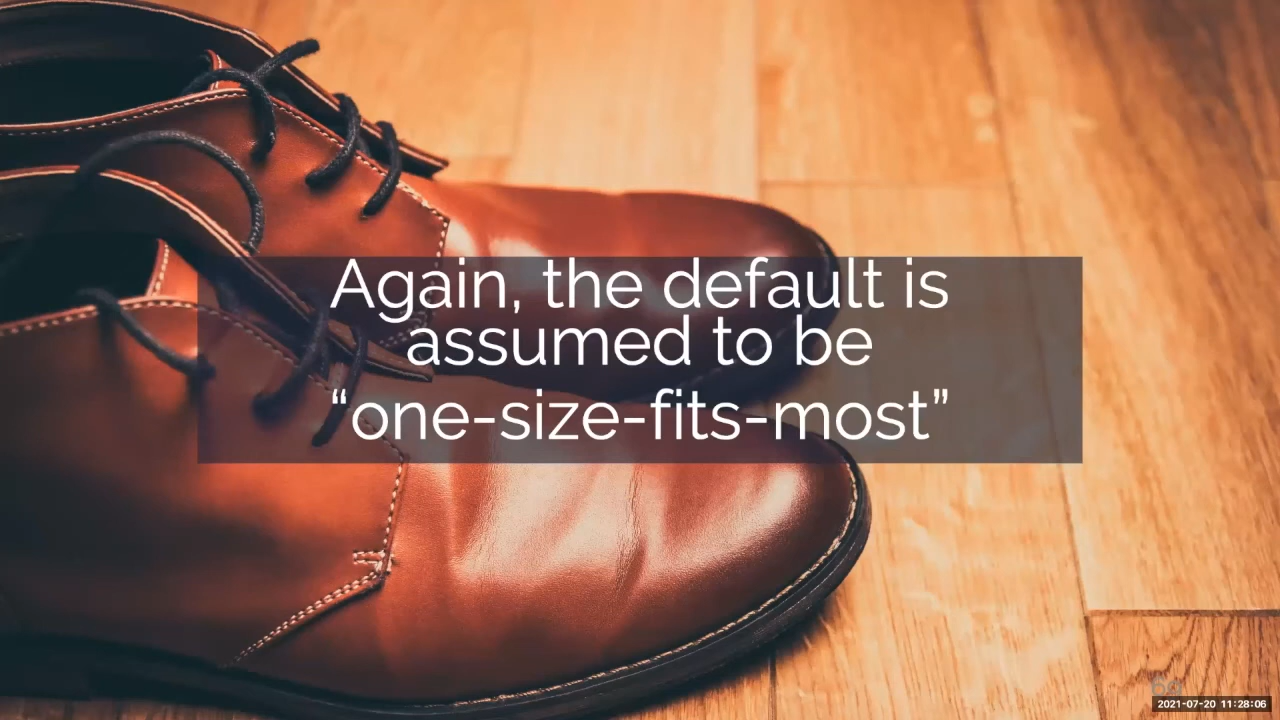 Again, the default is
assumed to be
“one-size-fits-most”
2021-07-20 11:28:06